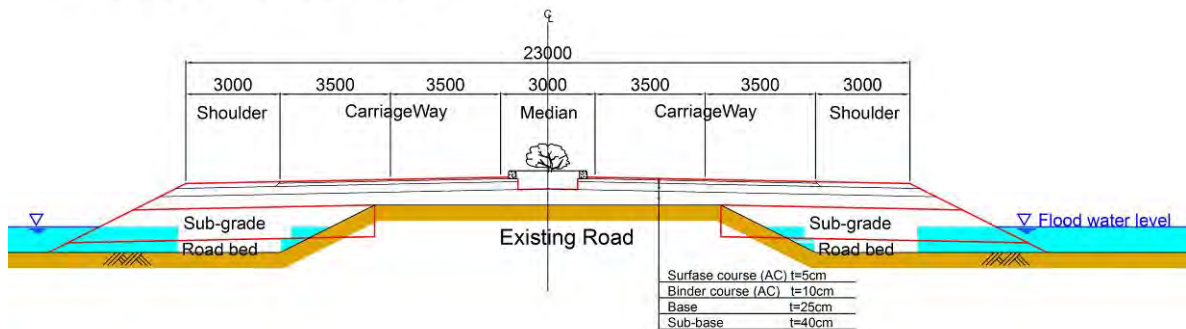 ℄
23000
3000 3500 3500 3000 3500 3500 3000
Shoulder CarriageWay Median CarriageWay Shoulder
Sub-grade Sub-grade Flood water level
Road bed Existing Road Road bed
Surfase course (AC) t=5cm
Binder course (AC) t=10cm
Base t=25cm
Sub-base t=40cm